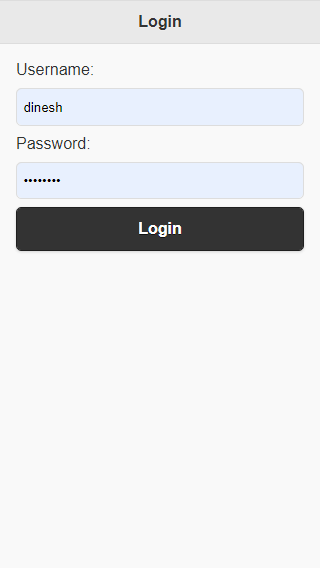 Login
Username:
dinesh
Password:
••••••••
Login